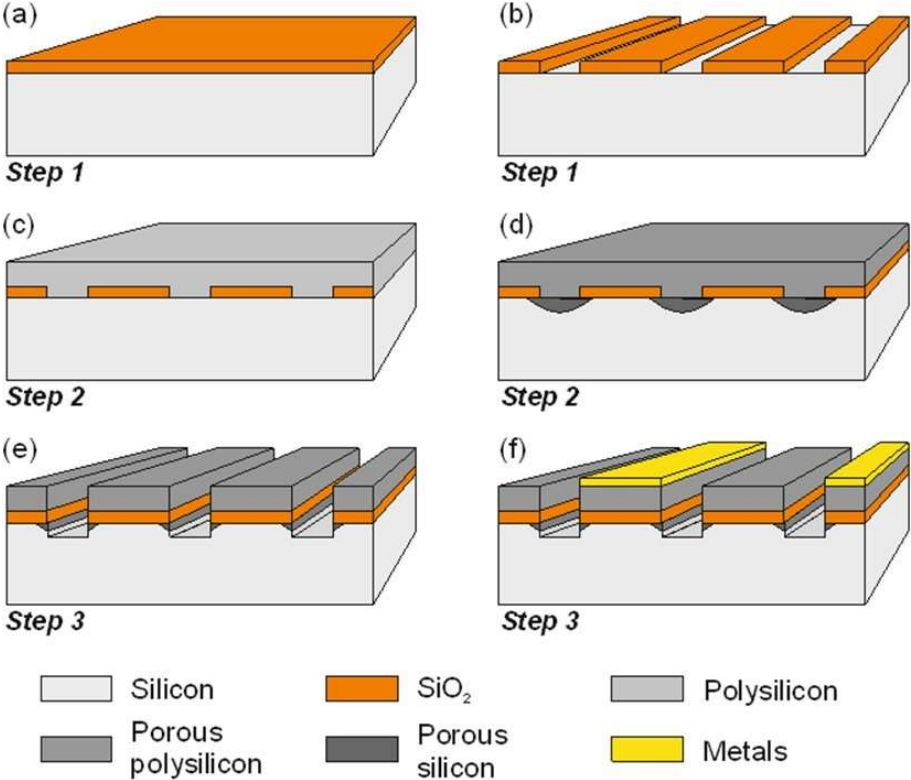 (a)
(b)
Step 1
Step 1
(c)
(d)
Step 2
Step 2
(e)
(f)
Step 3
Step 3
Silicon
SiO₂
Polysilicon
Porous
polysilicon
Porous
silicon
Metals